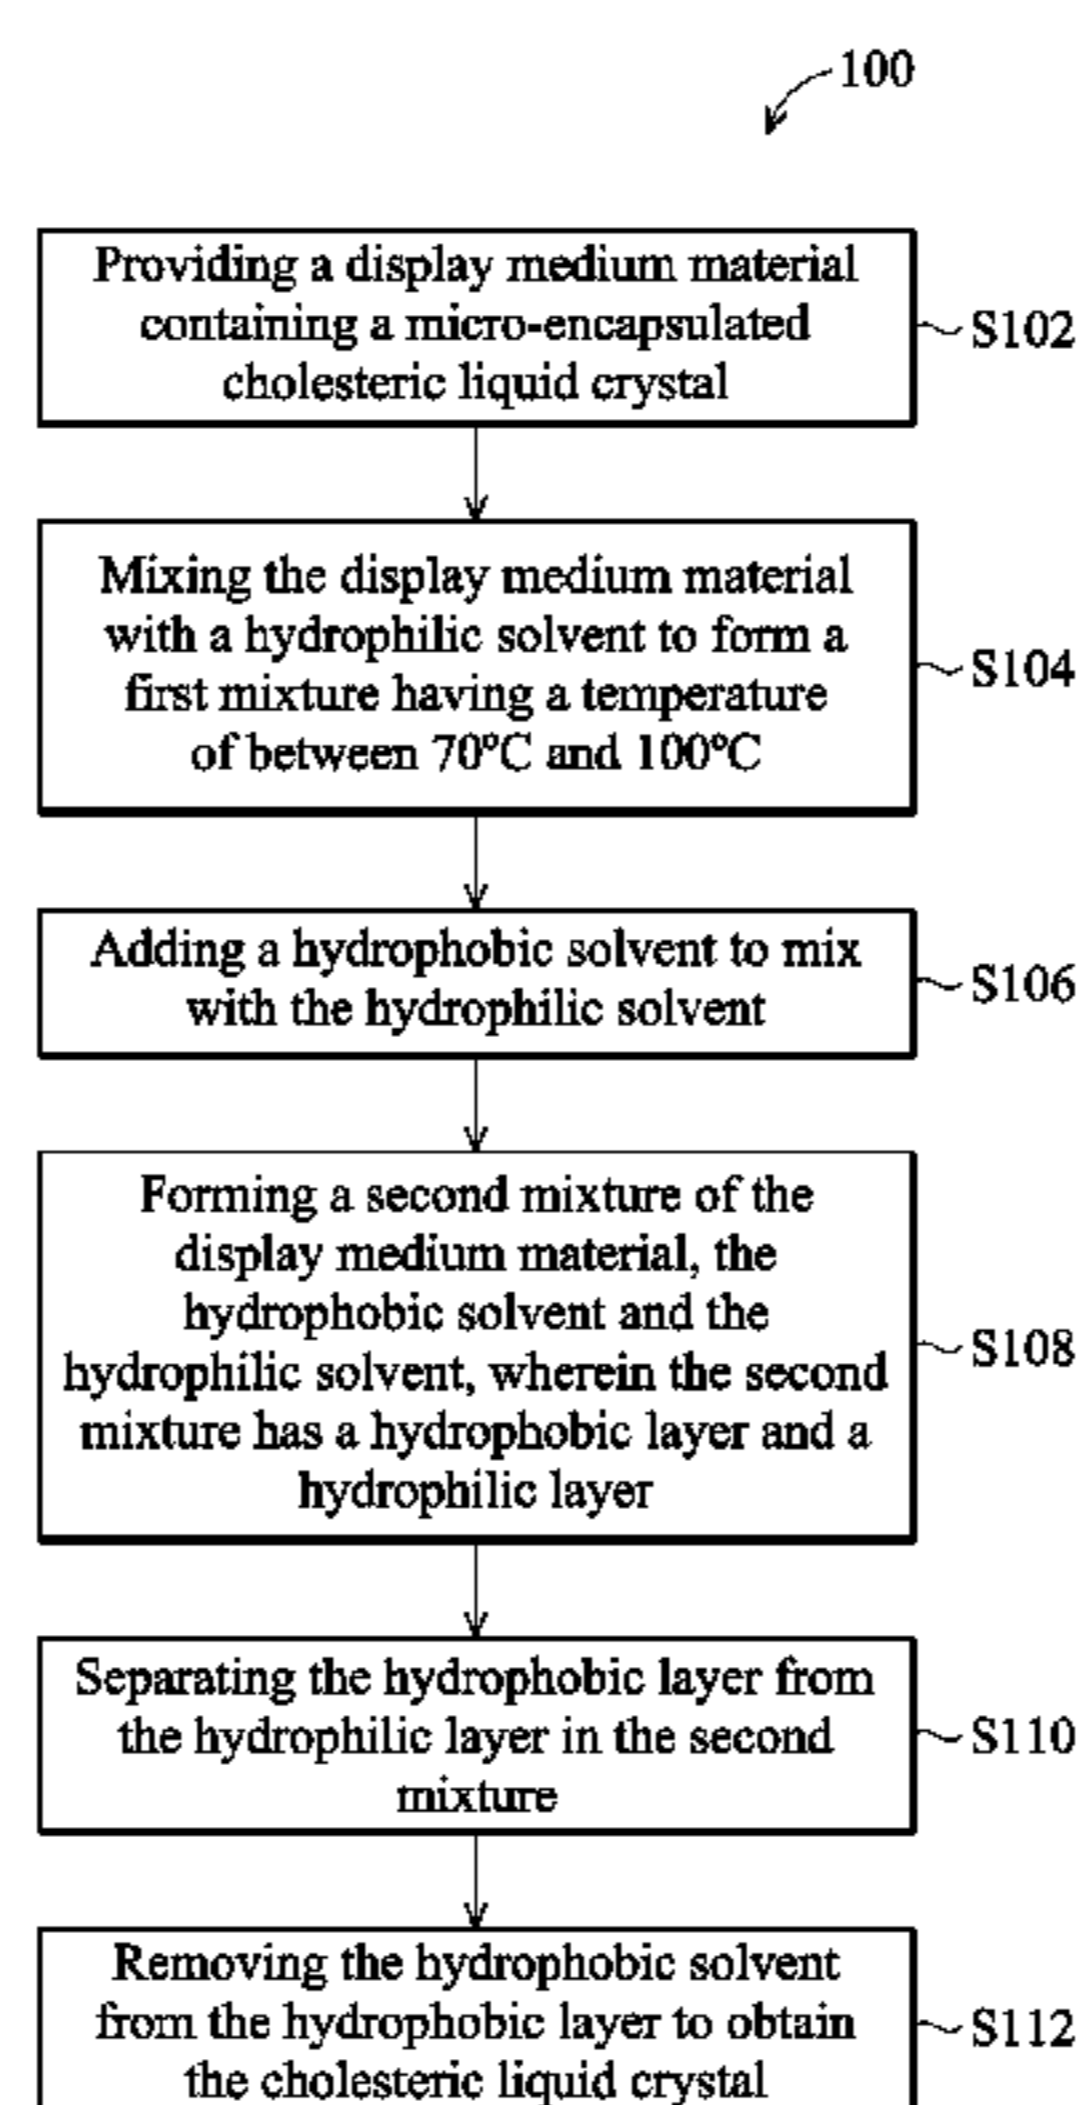 100
Providing a display medium material
containing a micro-encapsulated
cholesteric liquid crystal
S102
Mixing the display medium material
with a hydrophilic solvent to form a
first mixture having a temperature
of between 70°C and 100°C
S104
Adding a hydrophobic solvent to mix
with the hydrophilic solvent
S106
Forming a second mixture of the
display medium material, the
hydrophobic solvent and the
hydrophilic solvent, wherein the second
mixture has a hydrophobic layer and a
hydrophilic layer
S108
Separating the hydrophobic layer from
the hydrophilic layer in the second
mixture
S110
Removing the hydrophobic solvent
from the hydrophobic layer to obtain
the cholesteric liquid crystal
S112